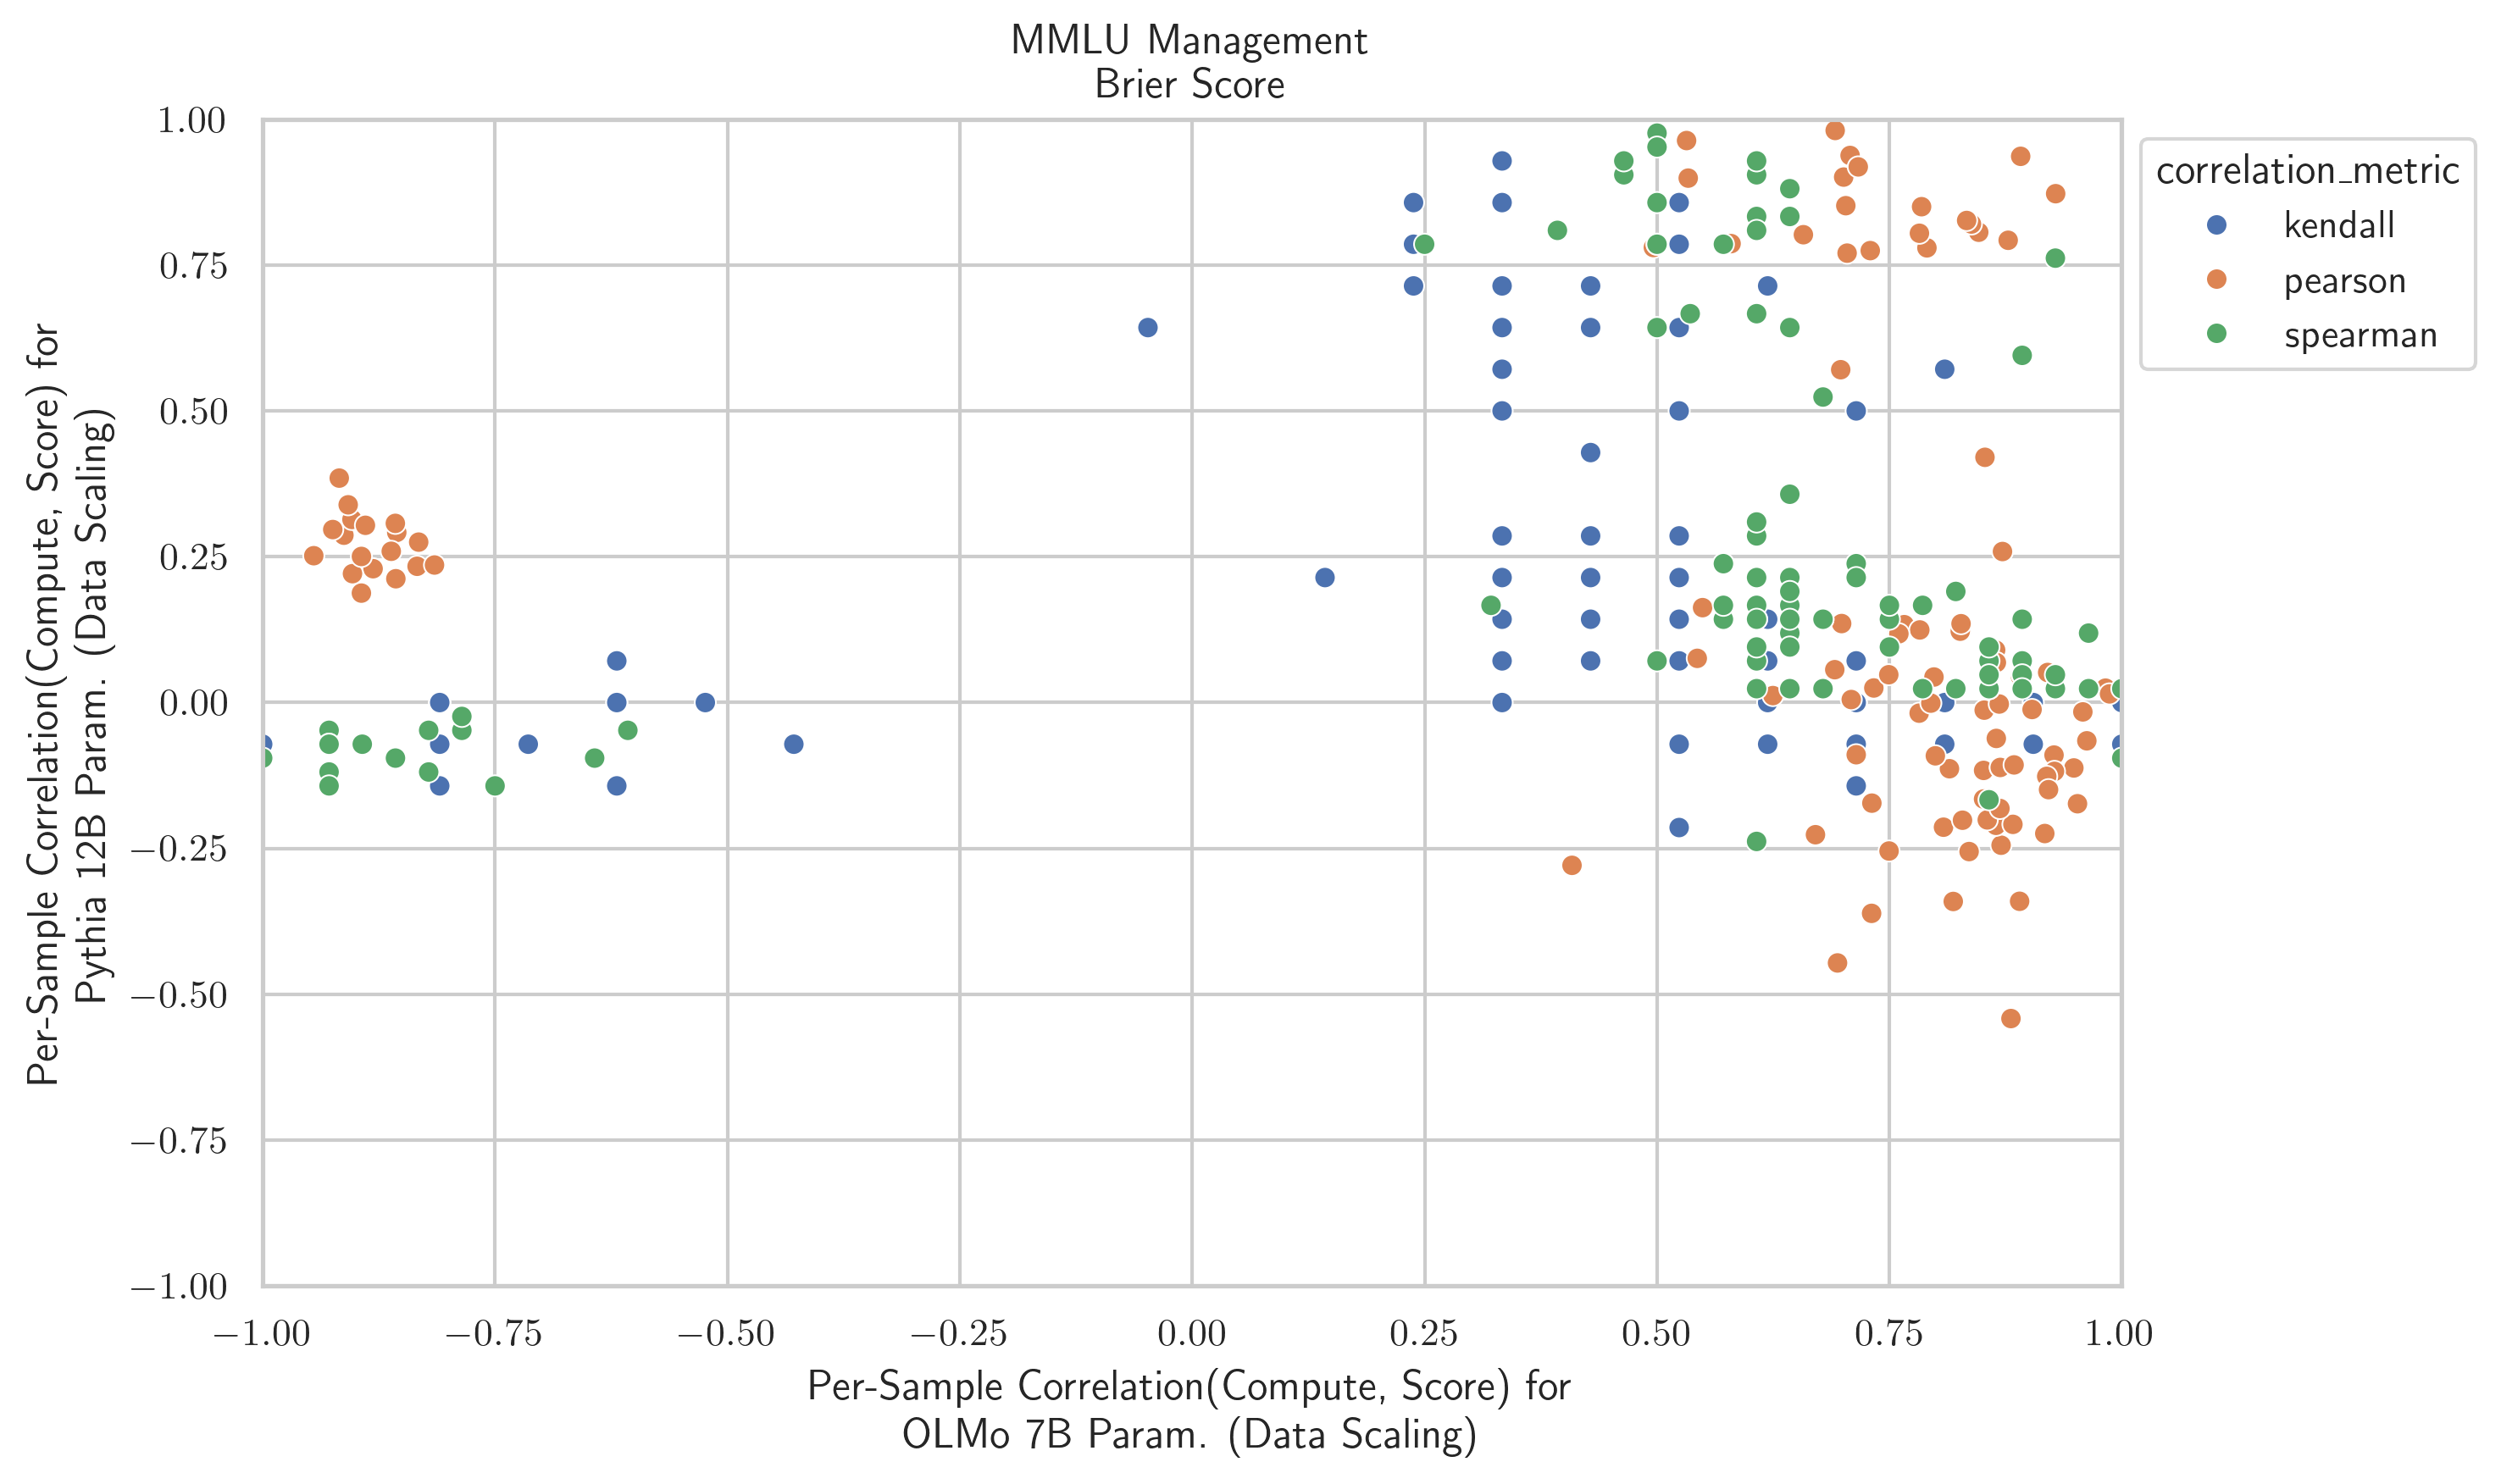 MMLU Management
Brier Score
Per-Sample Correlation(Compute, Score) for
Pythia 12B Param. (Data Scaling)
1.00
0.75
0.50
0.25
0.00
−0.25
−0.50
−0.75
−1.00
−1.00 −0.75 −0.50 −0.25 0.00 0.25 0.50 0.75 1.00
Per-Sample Correlation(Compute, Score) for
OLMo 7B Param. (Data Scaling)
correlation_metric
kendall
pearson
spearman